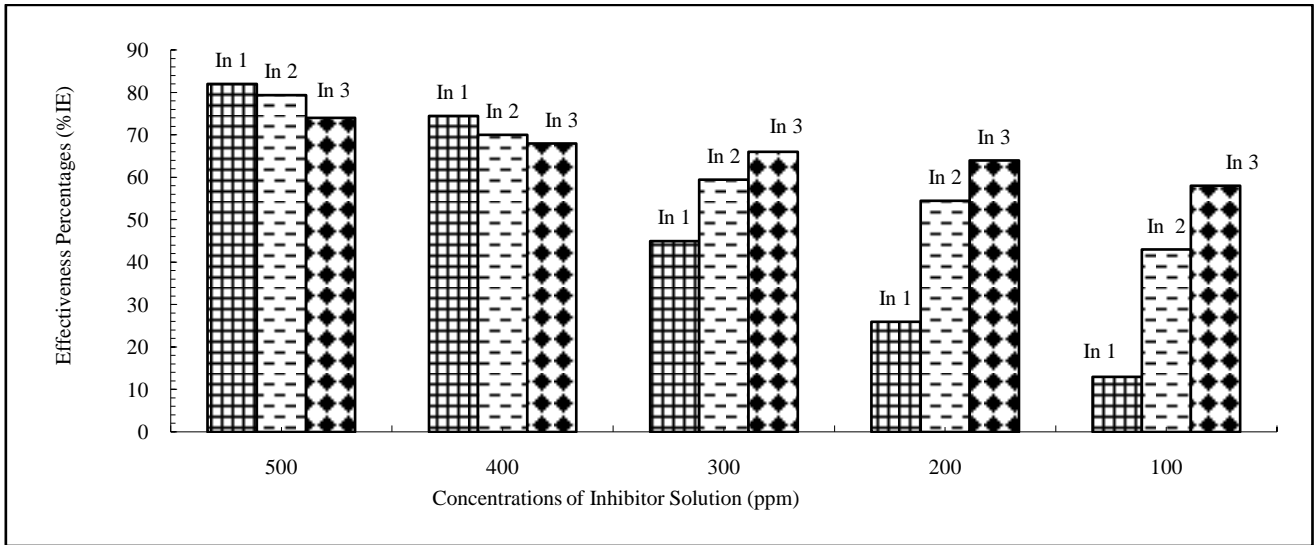 Effectiveness Percentages (%IE)
90
80
70
60
50
40
30
20
10
0
In 1
In 2
In 3
In 1
In 2
In 3
In 1
In 2
In 3
In 1
In 2
In 3
In 1
In 2
In 3
500
400
300
200
100
Concentrations of Inhibitor Solution (ppm)